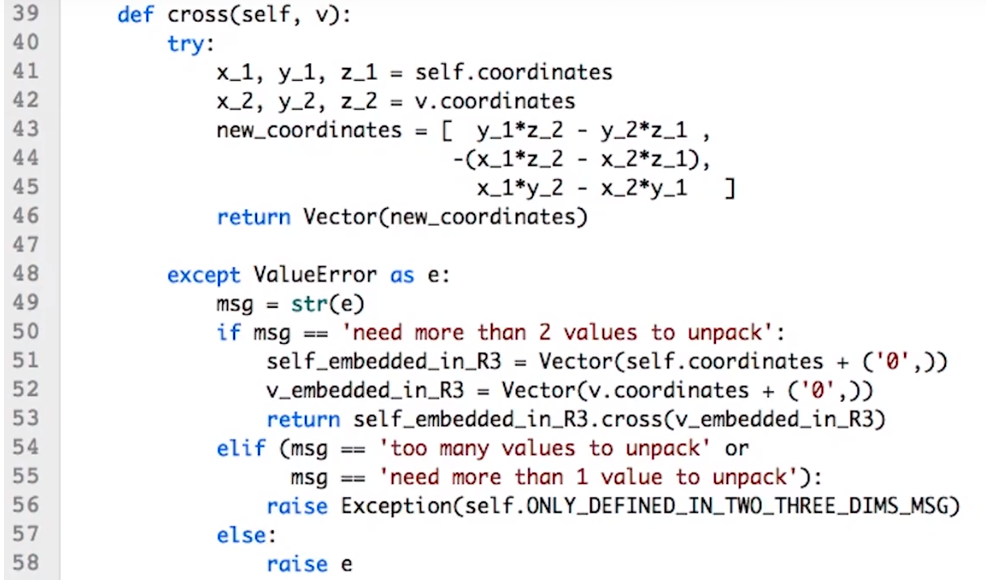 39     def cross(self, v):
40         try:
41             x_1, y_1, z_1 = self.coordinates
42             x_2, y_2, z_2 = v.coordinates
43             new_coordinates = [  y_1*z_2 - y_2*z_1 ,
44                                -(x_1*z_2 - x_2*z_1),
45                                  x_1*y_2 - x_2*y_1   ]
46             return Vector(new_coordinates)
47
48         except ValueError as e:
49             msg = str(e)
50             if msg == 'need more than 2 values to unpack':
51                 self_embedded_in_R3 = Vector(self.coordinates + ('0',))
52                 v_embedded_in_R3 = Vector(v.coordinates + ('0',))
53                 return self_embedded_in_R3.cross(v_embedded_in_R3)
54             elif (msg == 'too many values to unpack' or
55                   msg == 'need more than 1 value to unpack'):
56                 raise Exception(self.ONLY_DEFINED_IN_TWO_THREE_DIMS_MSG)
57             else:
58                 raise e